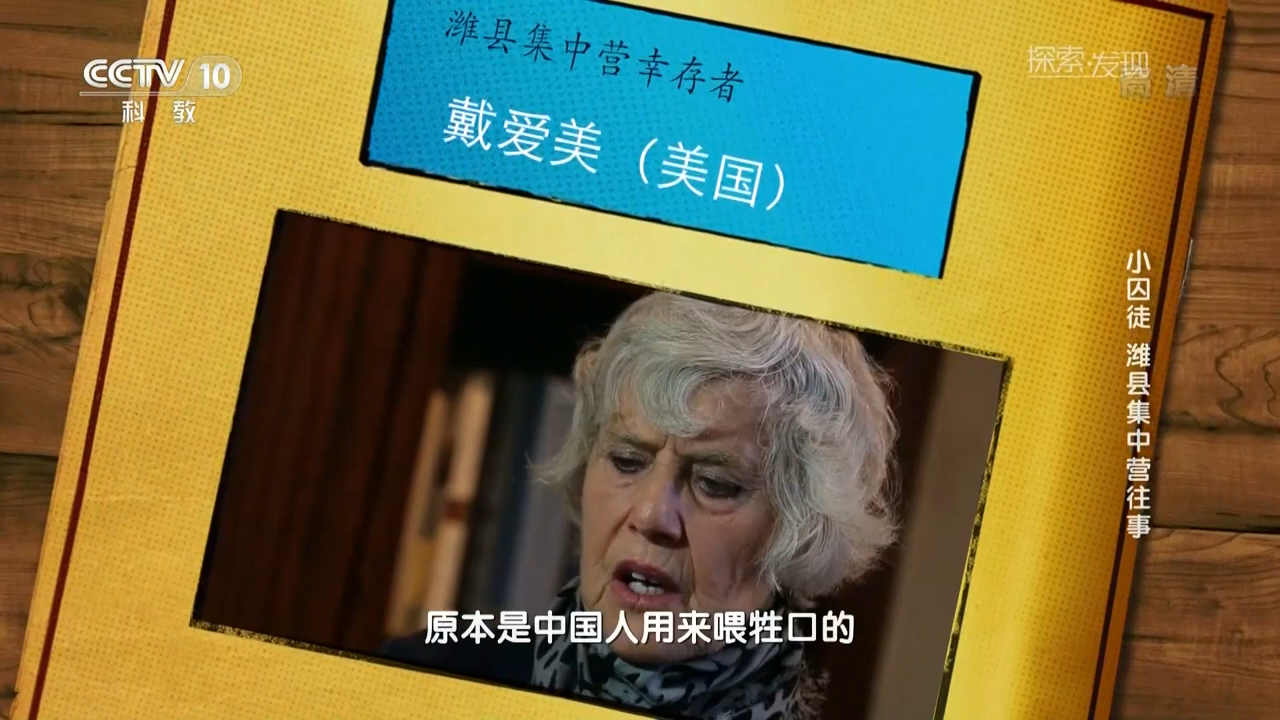 CCTV 10
科教
探索·发现
高清
潍县集中营幸存者
戴爱美（美国）
小囚徒 潍县集中营往事
原本是中国人用来喂牲口的